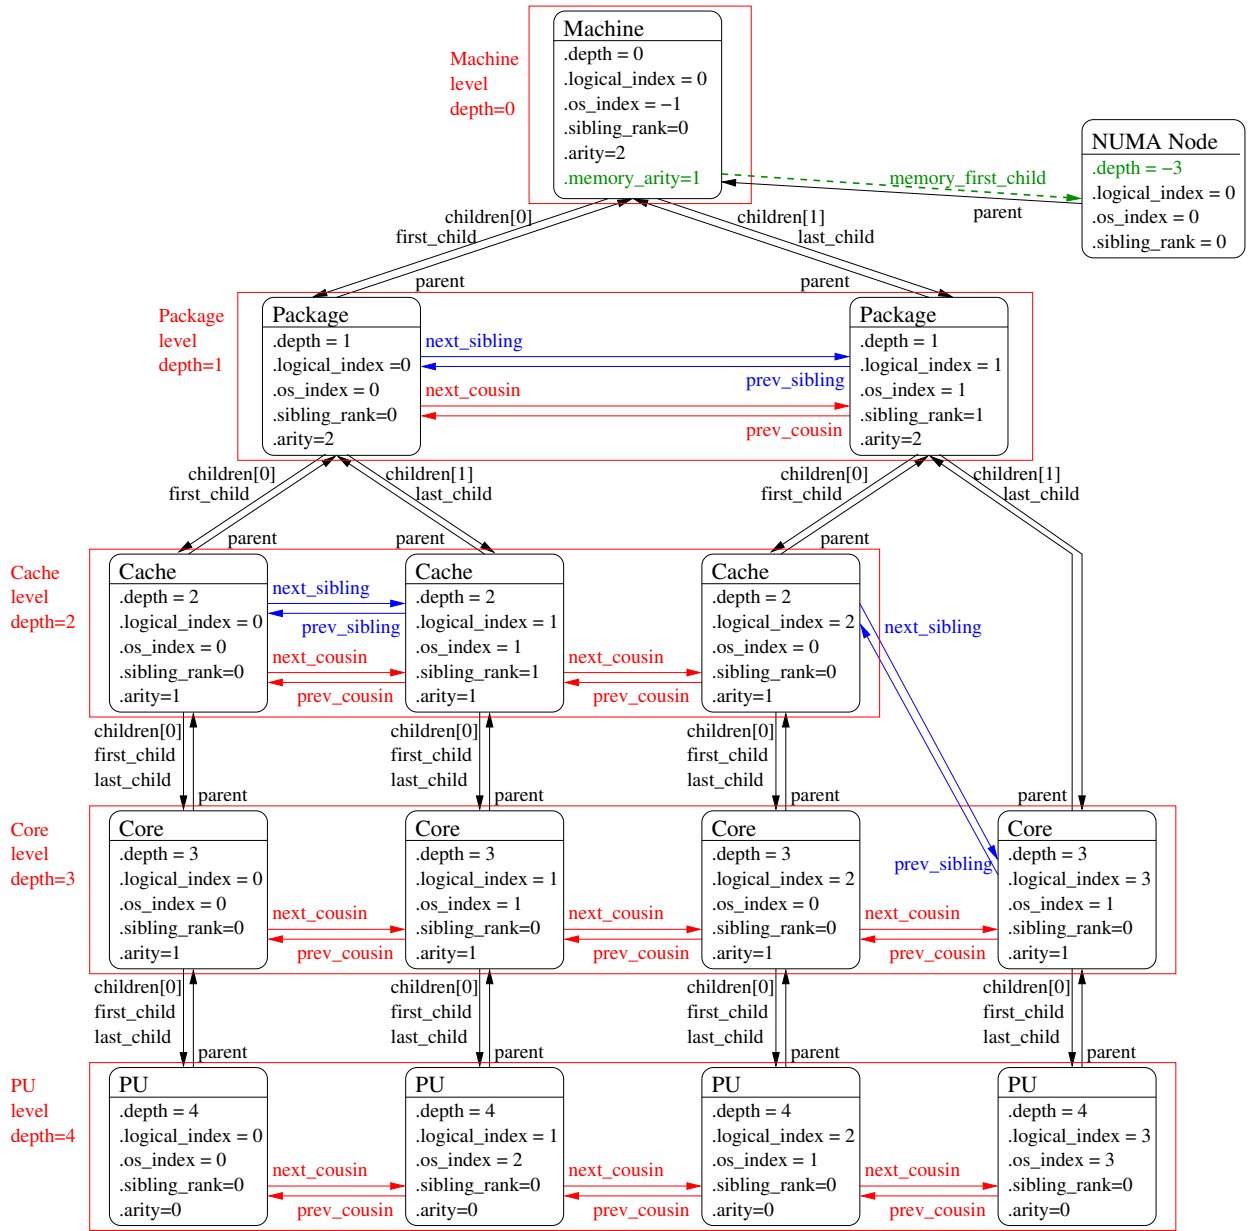 Machine
.depth = 0
.logical_index = 0
.os_index = −1
.sibling_rank=0
.arity=2
.memory_arity=1
Machine
level
depth=0
NUMA Node
.depth = −3
.logical_index = 0
.os_index = 0
.sibling_rank = 0
memory_first_child
parent
children[0]
first_child
children[1]
last_child
parent
parent
Package
level
depth=1
Package
.depth = 1
.logical_index =0
.os_index = 0
.sibling_rank=0
.arity=2
next_sibling
prev_sibling
next_cousin
prev_cousin
Package
.depth = 1
.logical_index = 1
.os_index = 1
.sibling_rank=1
.arity=2
children[0]
first_child
children[1]
last_child
children[0]
first_child
children[1]
last_child
parent
parent
parent
Cache
level
depth=2
Cache
.depth = 2
.logical_index = 0
.os_index = 0
.sibling_rank=0
.arity=1
next_sibling
prev_sibling
next_cousin
prev_cousin
Cache
.depth = 2
.logical_index = 1
.os_index = 1
.sibling_rank=1
.arity=1
next_cousin
prev_cousin
Cache
.depth = 2
.logical_index = 2
.os_index = 0
.sibling_rank=0
.arity=1
next_sibling
prev_sibling
children[0]
first_child
last_child
parent
children[0]
first_child
last_child
parent
children[0]
first_child
last_child
parent
parent
Core
level
depth=3
Core
.depth = 3
.logical_index = 0
.os_index = 0
.sibling_rank=0
.arity=1
next_cousin
prev_cousin
Core
.depth = 3
.logical_index = 1
.os_index = 1
.sibling_rank=0
.arity=1
next_cousin
prev_cousin
Core
.depth = 3
.logical_index = 2
.os_index = 0
.sibling_rank=0
.arity=1
next_cousin
prev_cousin
Core
.depth = 3
.logical_index = 3
.os_index = 1
.sibling_rank=0
.arity=1
children[0]
first_child
last_child
parent
children[0]
first_child
last_child
parent
children[0]
first_child
last_child
parent
children[0]
first_child
last_child
parent
PU
level
depth=4
PU
.depth = 4
.logical_index = 0
.os_index = 0
.sibling_rank=0
.arity=0
next_cousin
prev_cousin
PU
.depth = 4
.logical_index = 1
.os_index = 2
.sibling_rank=0
.arity=0
next_cousin
prev_cousin
PU
.depth = 4
.logical_index = 2
.os_index = 1
.sibling_rank=0
.arity=0
next_cousin
prev_cousin
PU
.depth = 4
.logical_index = 3
.os_index = 3
.sibling_rank=0
.arity=0